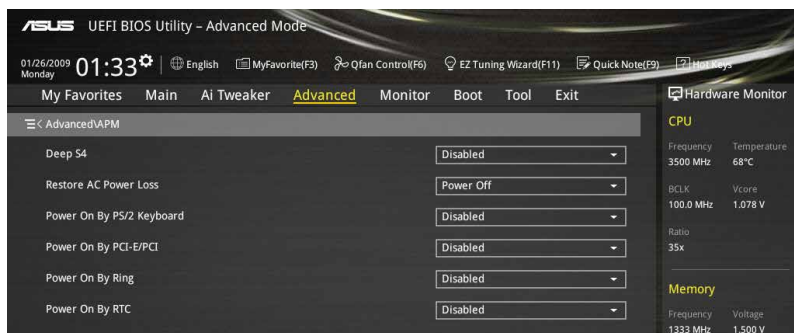 ASUS UEFI BIOS Utility – Advanced Mode
01/26/2009 Monday 01:33 English MyFavorite(F3) Qfan Control(F6) EZ Tuning Wizard(F11) Quick Note(F9) ? Hot Keys
My Favorites Main Ai Tweaker Advanced Monitor Boot Tool Exit
Hardware Monitor
< Advanced\APM
Deep S4 Disabled
Restore AC Power Loss Power Off
Power On By PS/2 Keyboard Disabled
Power On By PCI-E/PCI Disabled
Power On By Ring Disabled
Power On By RTC Disabled
CPU
Frequency Temperature
3500 MHz 68°C
BCLK Vcore
100.0 MHz 1.078 V
Ratio
35x
Memory
Frequency Voltage
1333 MHz 1.500 V